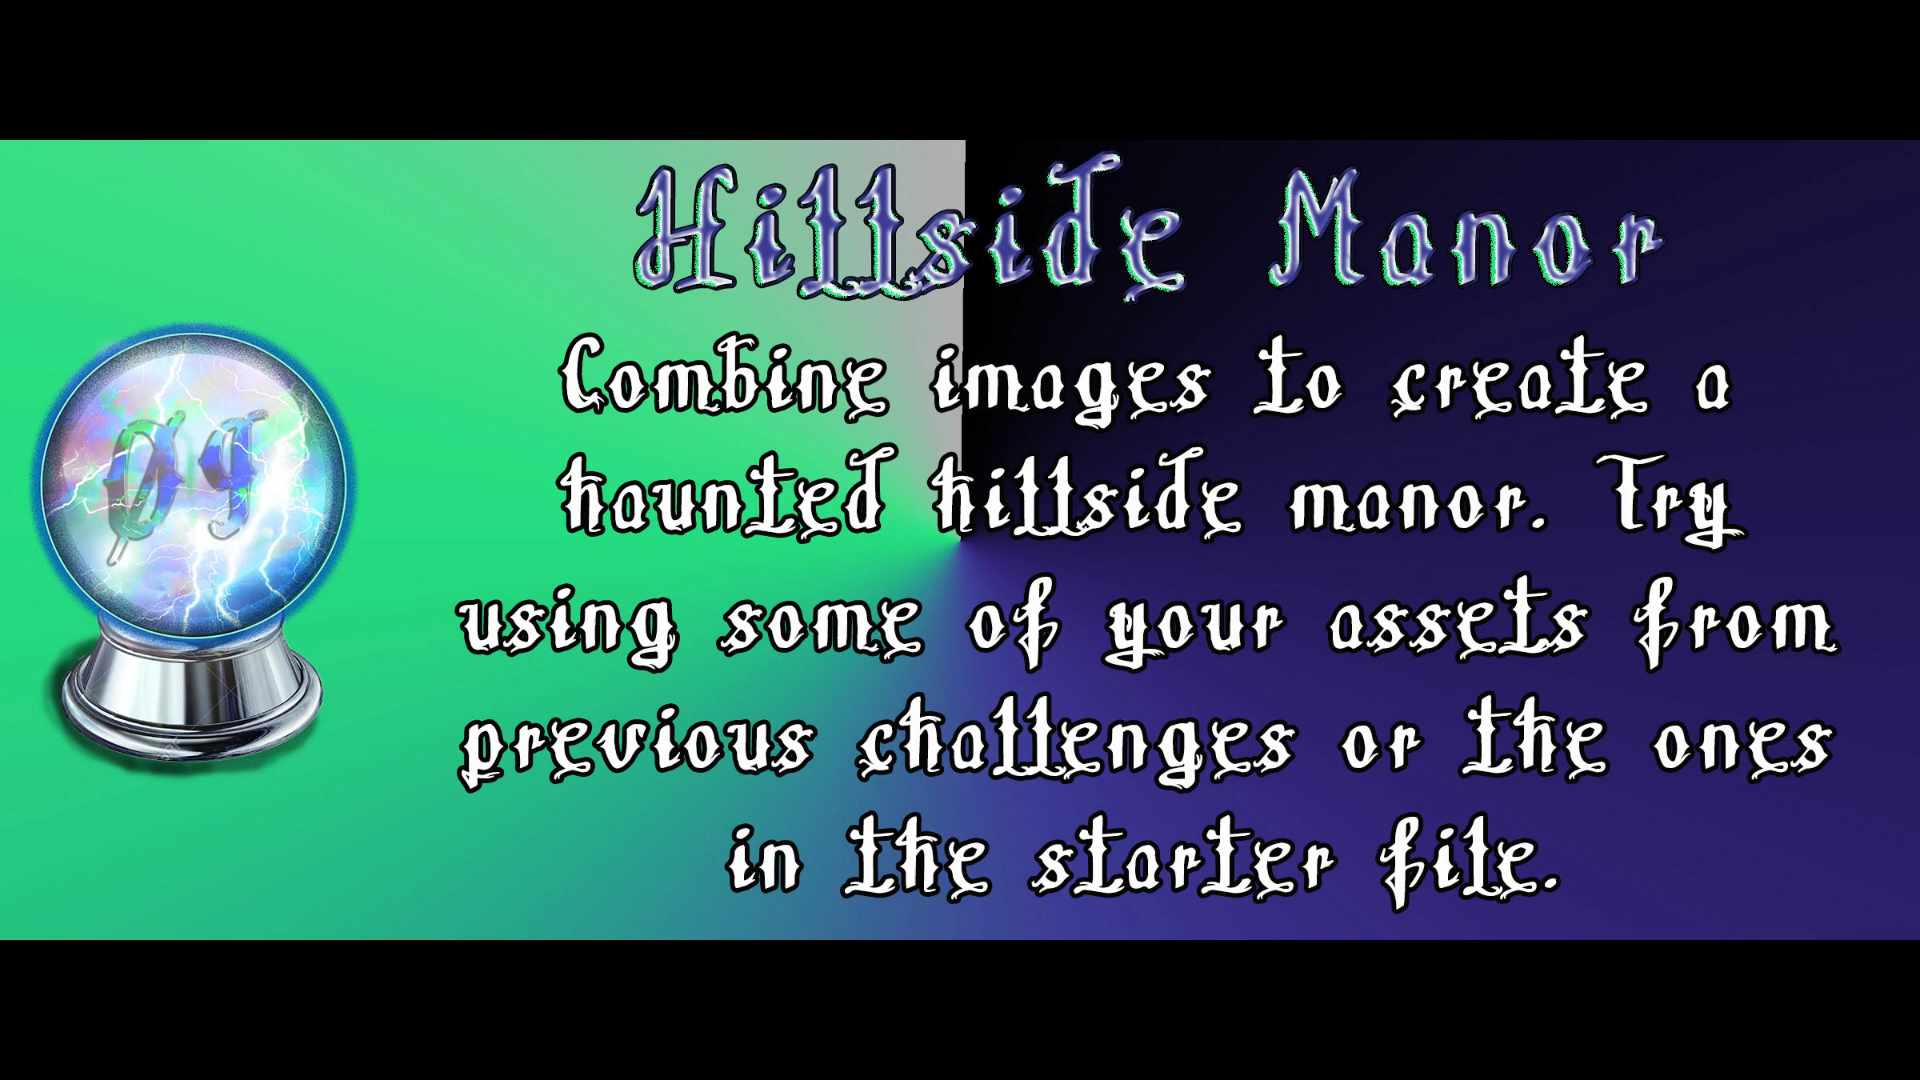 Hillside Manor
09
Combine images to create a
haunted hillside manor. Try
using some of your assets from
previous challenges or the ones
in the starter file.